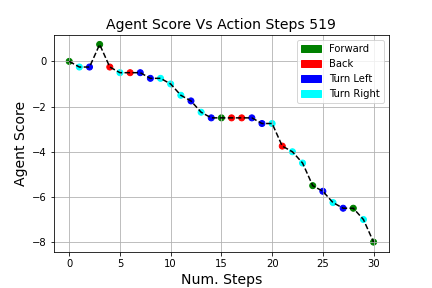 Agent Score Vs Action Steps 519
Forward
Back
Turn Left
Turn Right
Agent Score
0
−2
−4
−6
−8
0 5 10 15 20 25 30
Num. Steps